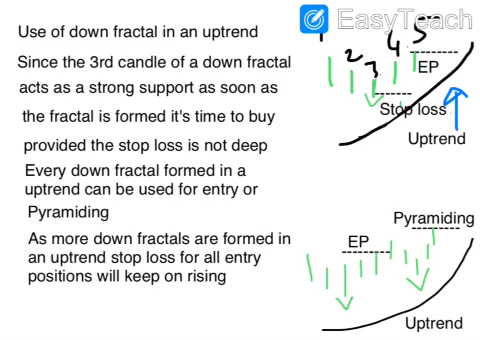 EasyTeach
Use of down fractal in an uptrend
Since the 3rd candle of a down fractal
acts as a strong support as soon as
the fractal is formed it's time to buy
provided the stop loss is not deep
Every down fractal formed in a
uptrend can be used for entry or
Pyramiding
As more down fractals are formed in
an uptrend stop loss for all entry
positions will keep on rising
1 2 3 4 5
EP
Stop loss
Uptrend
Pyramiding
EP
Uptrend